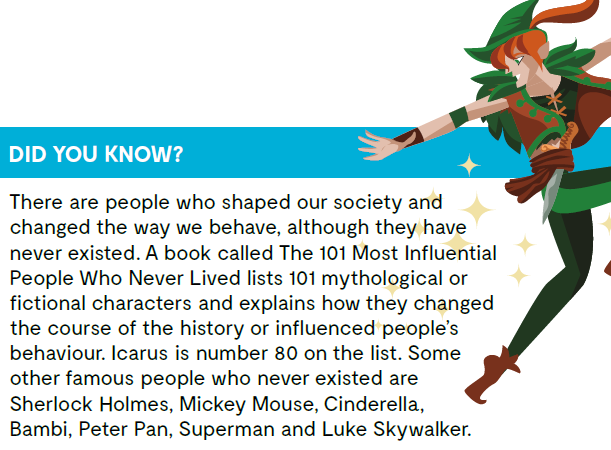 DID YOU KNOW?
There are people who shaped our society and
changed the way we behave, although they have
never existed. A book called The 101 Most Influential
People Who Never Lived lists 101 mythological or
fictional characters and explains how they changed
the course of the history or influenced people's
behaviour. Icarus is number 80 on the list. Some
other famous people who never existed are
Sherlock Holmes, Mickey Mouse, Cinderella,
Bambi, Peter Pan, Superman and Luke Skywalker.